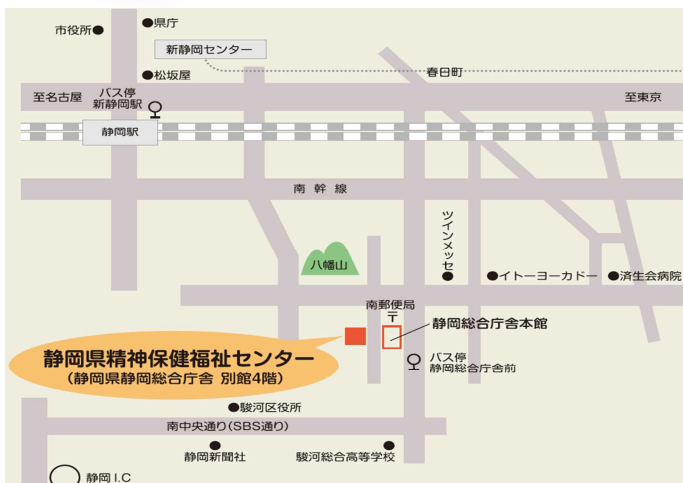 市役所
県庁
新静岡センター
松坂屋
春日町
至名古屋
バス停
新静岡駅
至東京
静岡駅
南幹線
ツインメッセ
八幡山
イトーヨーカドー
済生会病院
南郵便局
〒
静岡総合庁舎本館
静岡県精神保健福祉センター
(静岡県静岡総合庁舎 別館4階)
バス停
静岡総合庁舎前
駿河区役所
南中央通り(SBS通り)
静岡新聞社
駿河総合高等学校
静岡 I.C